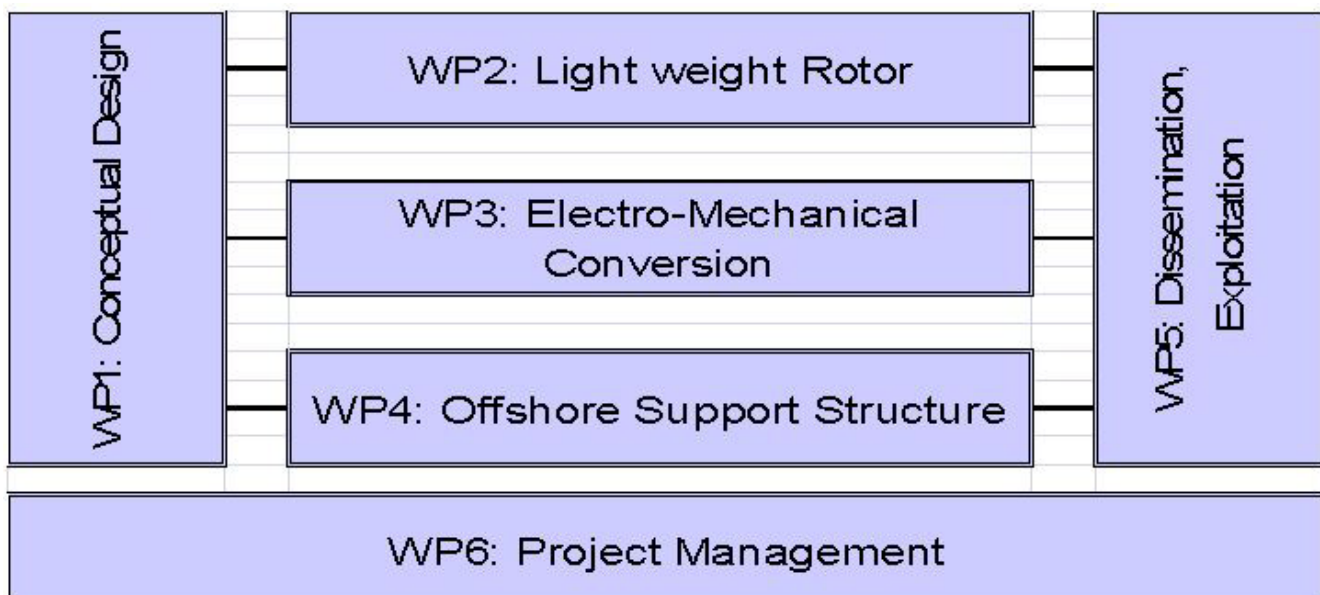 WP1: Conceptual Design
WP2: Light weight Rotor
WP3: Electro-Mechanical
Conversion
WP4: Offshore Support Structure
WP5: Dissemination,
Exploitation
WP6: Project Management